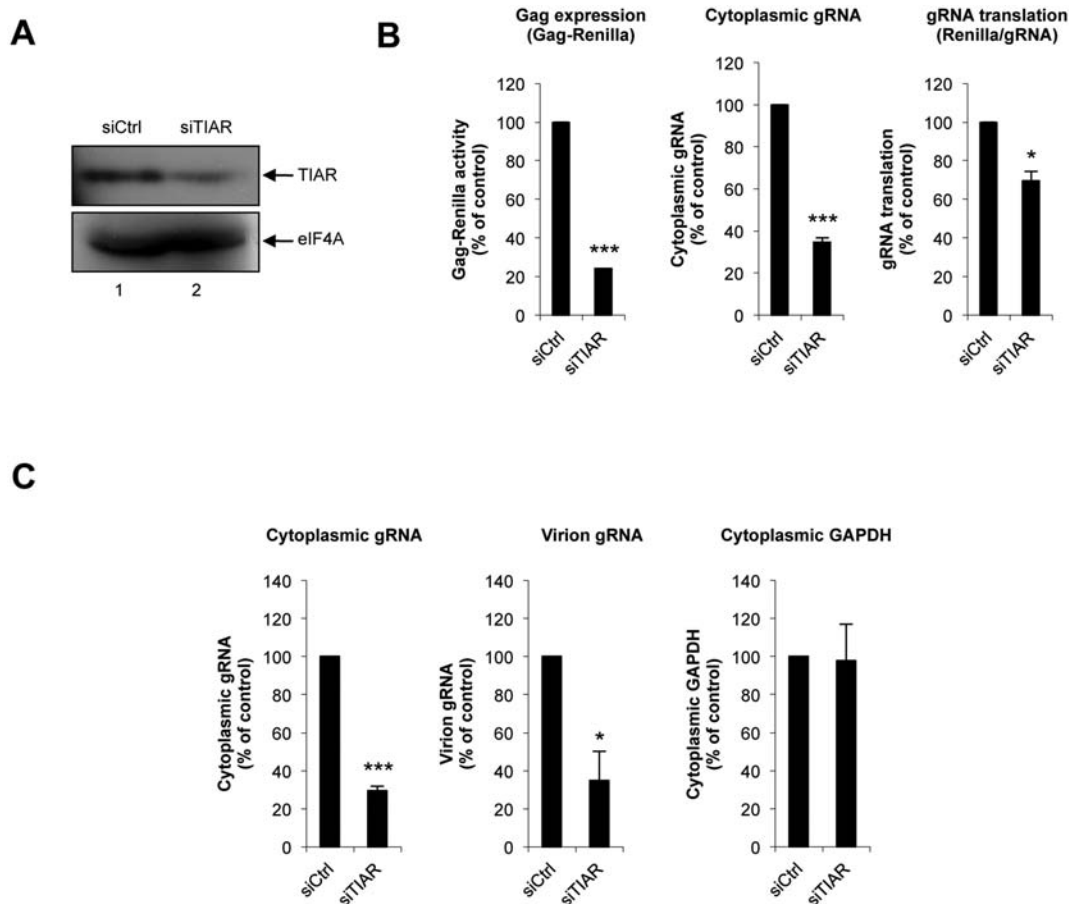 A
siCtrl siTIAR
TIAR
eIF4A
1 2
B
Gag expression
(Gag-Renilla)
Gag-Renilla activity
(% of control)
120
100
80
60
40
20
0
***
siCtrl
siTIAR
Cytoplasmic gRNA
Cytoplasmic gRNA
(% of control)
120
100
80
60
40
20
0
***
siCtrl
siTIAR
gRNA translation
(Renilla/gRNA)
gRNA translation
(% of control)
120
100
80
60
40
20
0
*
siCtrl
siTIAR
C
Cytoplasmic gRNA
Cytoplasmic gRNA
(% of control)
140
120
100
80
60
40
20
0
***
siCtrl
siTIAR
Virion gRNA
Virion gRNA
(% of control)
140
120
100
80
60
40
20
0
*
siCtrl
siTIAR
Cytoplasmic GAPDH
Cytoplasmic GAPDH
(% of control)
140
120
100
80
60
40
20
0
siCtrl
siTIAR